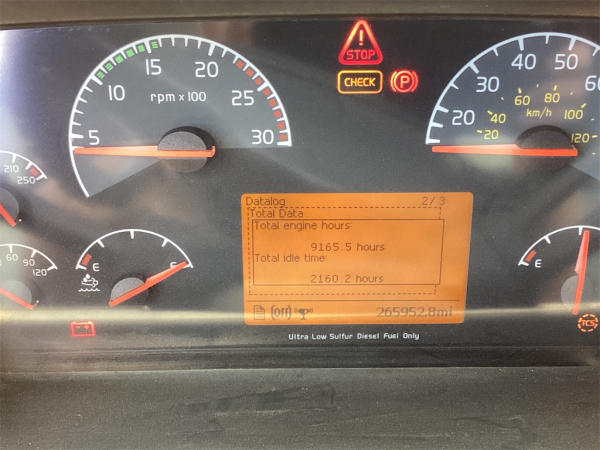 STOP
CHECK
P
5
10
15
20
25
30
rpm x 100
20
30
40
50
60
20
40
60
80
100
120
km/h
210
250
60
90
120
E
F
E
TCS
Datalog 2/3
Total Data
Total engine hours:
9165.5 hours
Total idle time:
2160.2 hours
265952.8mi
Ultra Low Sulfur Diesel Fuel Only